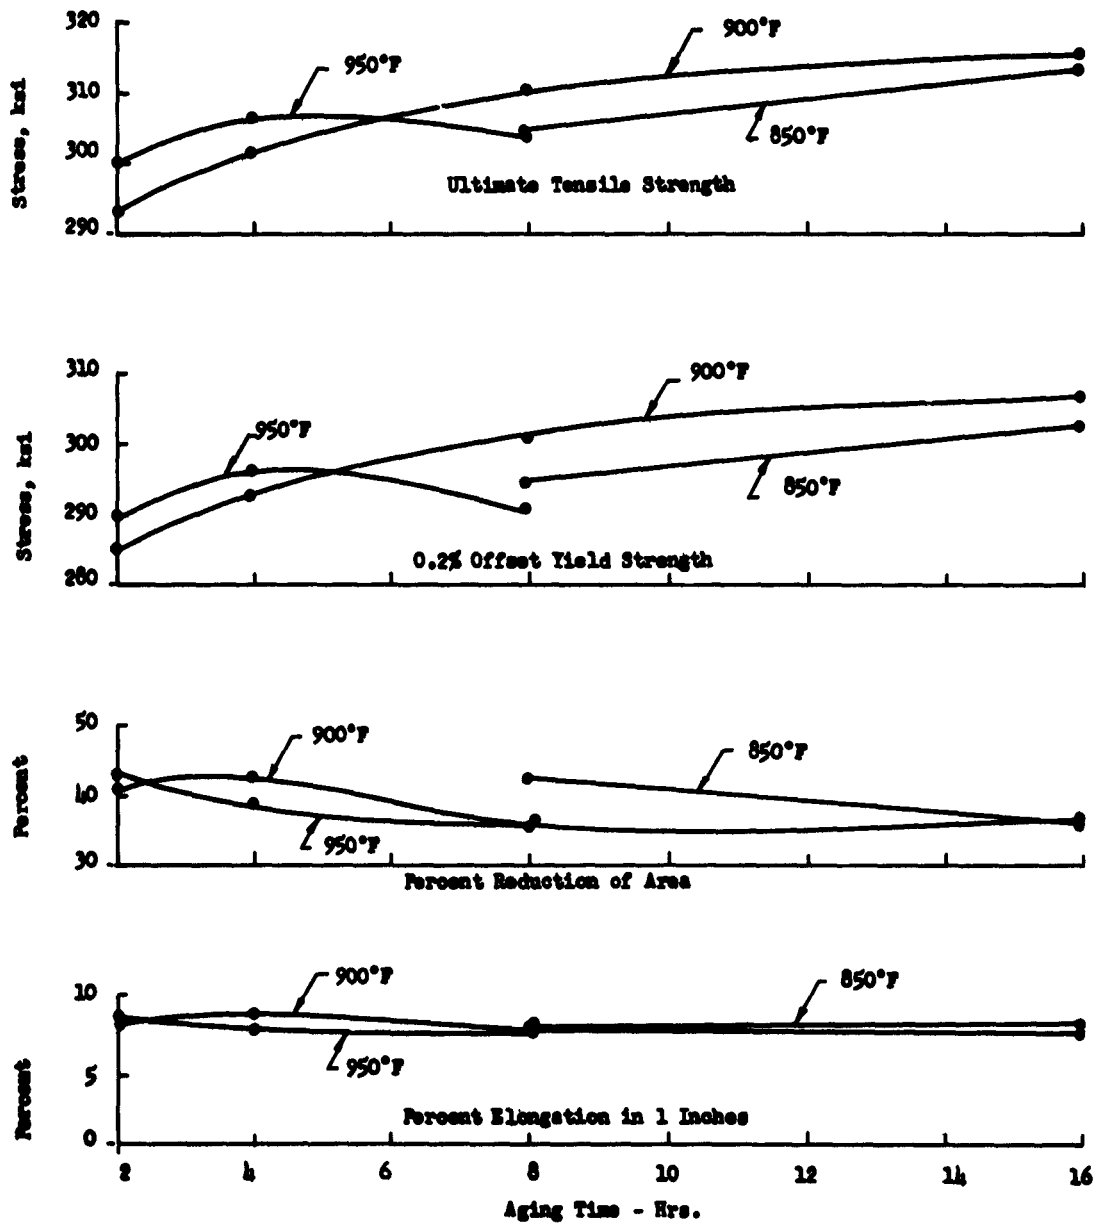 320
310
300
290
Stress, ksi
950°F
900°F
850°F
Ultimate Tensile Strength
310
300
290
280
Stress, ksi
950°F
900°F
850°F
0.2% Offset Yield Strength
50
40
30
Percent
900°F
850°F
950°F
Percent Reduction of Area
10
5
0
Percent
900°F
850°F
950°F
Percent Elongation in 1 Inches
2 4 6 8 10 12 14 16
Aging Time - Hrs.